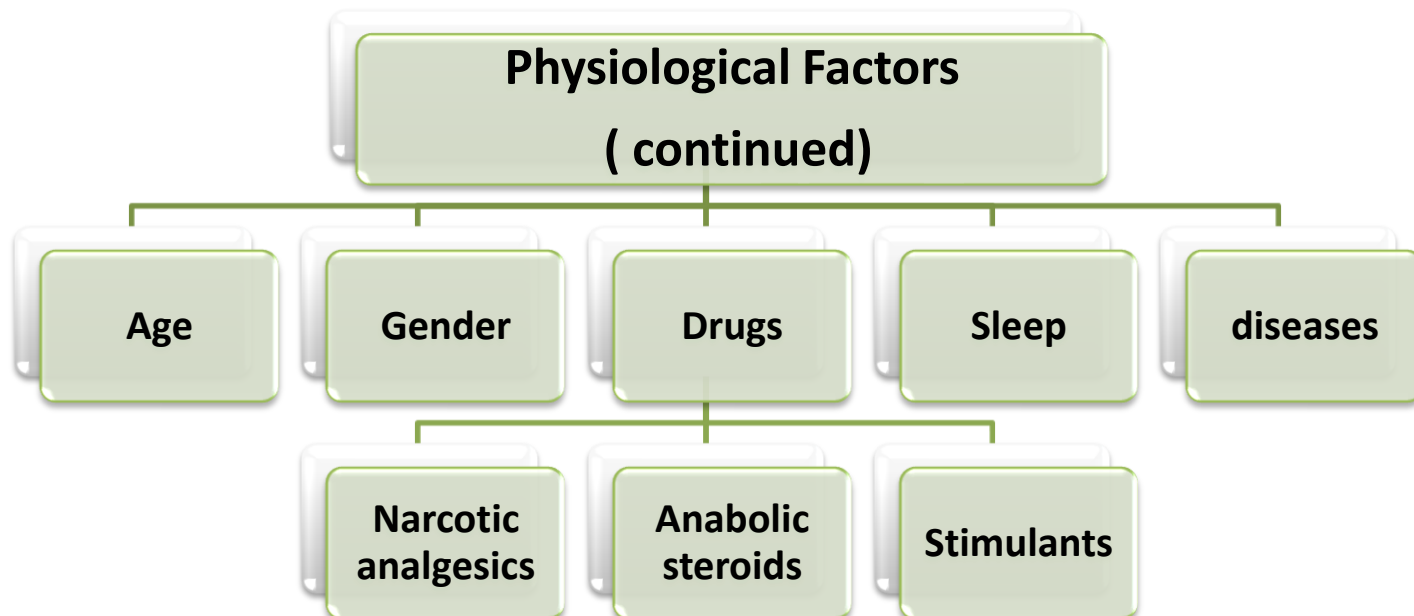 Physiological Factors
( continued)
Age
Gender
Drugs
Sleep
diseases
Narcotic
analgesics
Anabolic
steroids
Stimulants